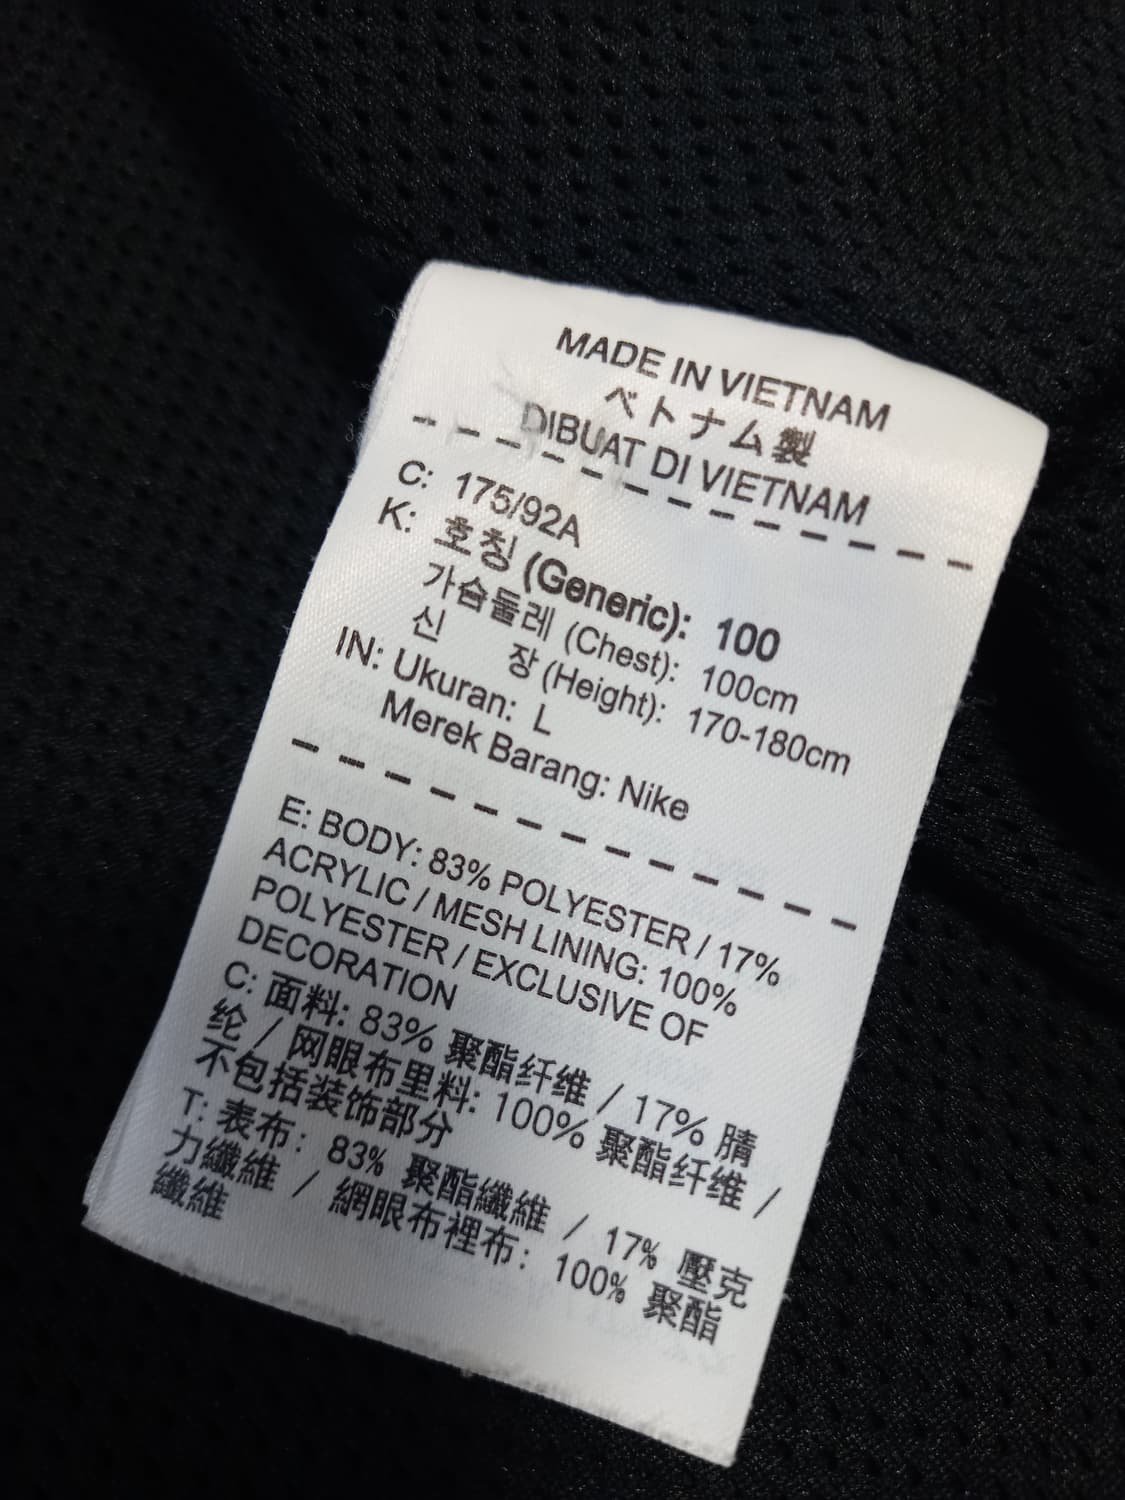 MADE IN VIETNAM
ベトナム製
DIBUAT DI VIETNAM
C: 175/92A
K: 호칭 (Generic): 100
가슴둘레 (Chest): 100cm
신 장 (Height): 170-180cm
IN: Ukuran: L
Merek Barang: Nike
E: BODY: 83% POLYESTER / 17%
ACRYLIC / MESH LINING: 100%
POLYESTER / EXCLUSIVE OF
DECORATION
C: 面料: 83% 聚酯纤维 / 17% 腈
纶 / 网眼布里料: 100% 聚酯纤维 /
不包括装饰部分
T: 表布: 83% 聚酯纖維 / 17% 壓克
力纖維 / 網眼布裡布: 100% 聚酯
纖維